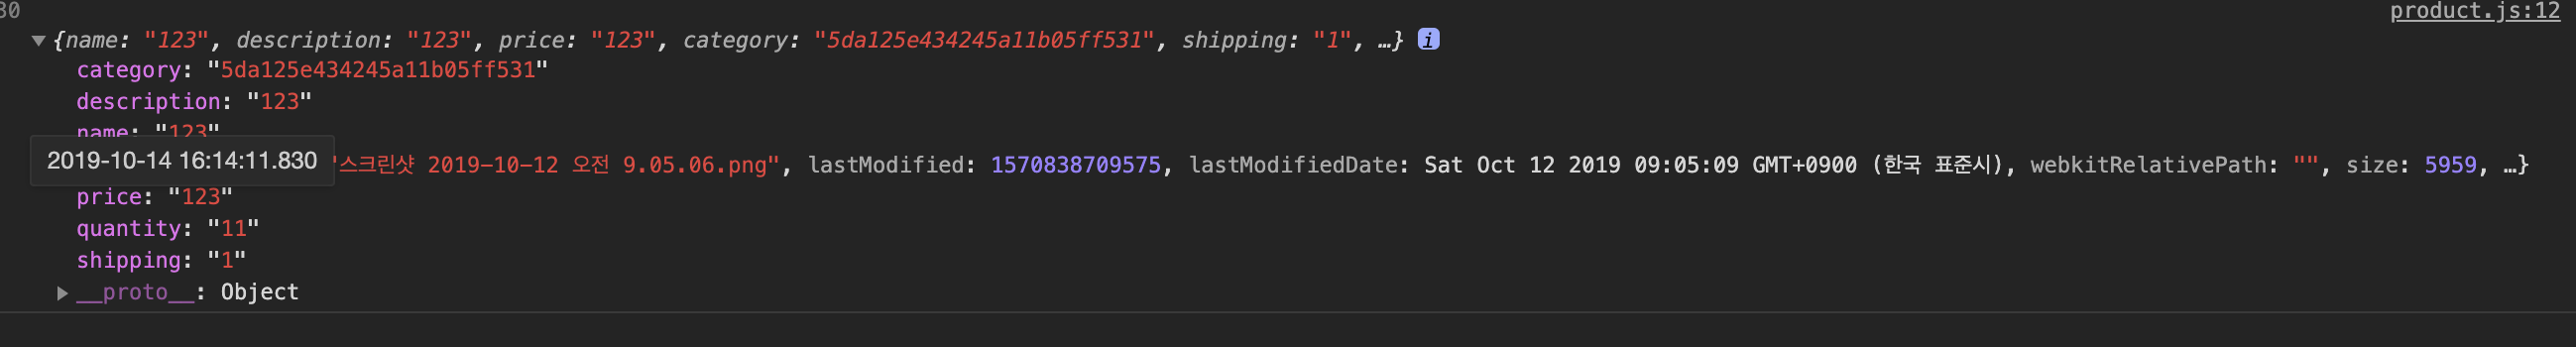 30 product.js:12
{name: "123", description: "123", price: "123", category: "5da125e434245a11b05ff531", shipping: "1", …} i
category: "5da125e434245a11b05ff531"
description: "123"
name: "123"
2019-10-14 16:14:11.830 "스크린샷 2019-10-12 오전 9.05.06.png", lastModified: 1570838709575, lastModifiedDate: Sat Oct 12 2019 09:05:09 GMT+0900 (한국 표준시), webkitRelativePath: "", size: 5959, …}
price: "123"
quantity: "11"
shipping: "1"
__proto__: Object